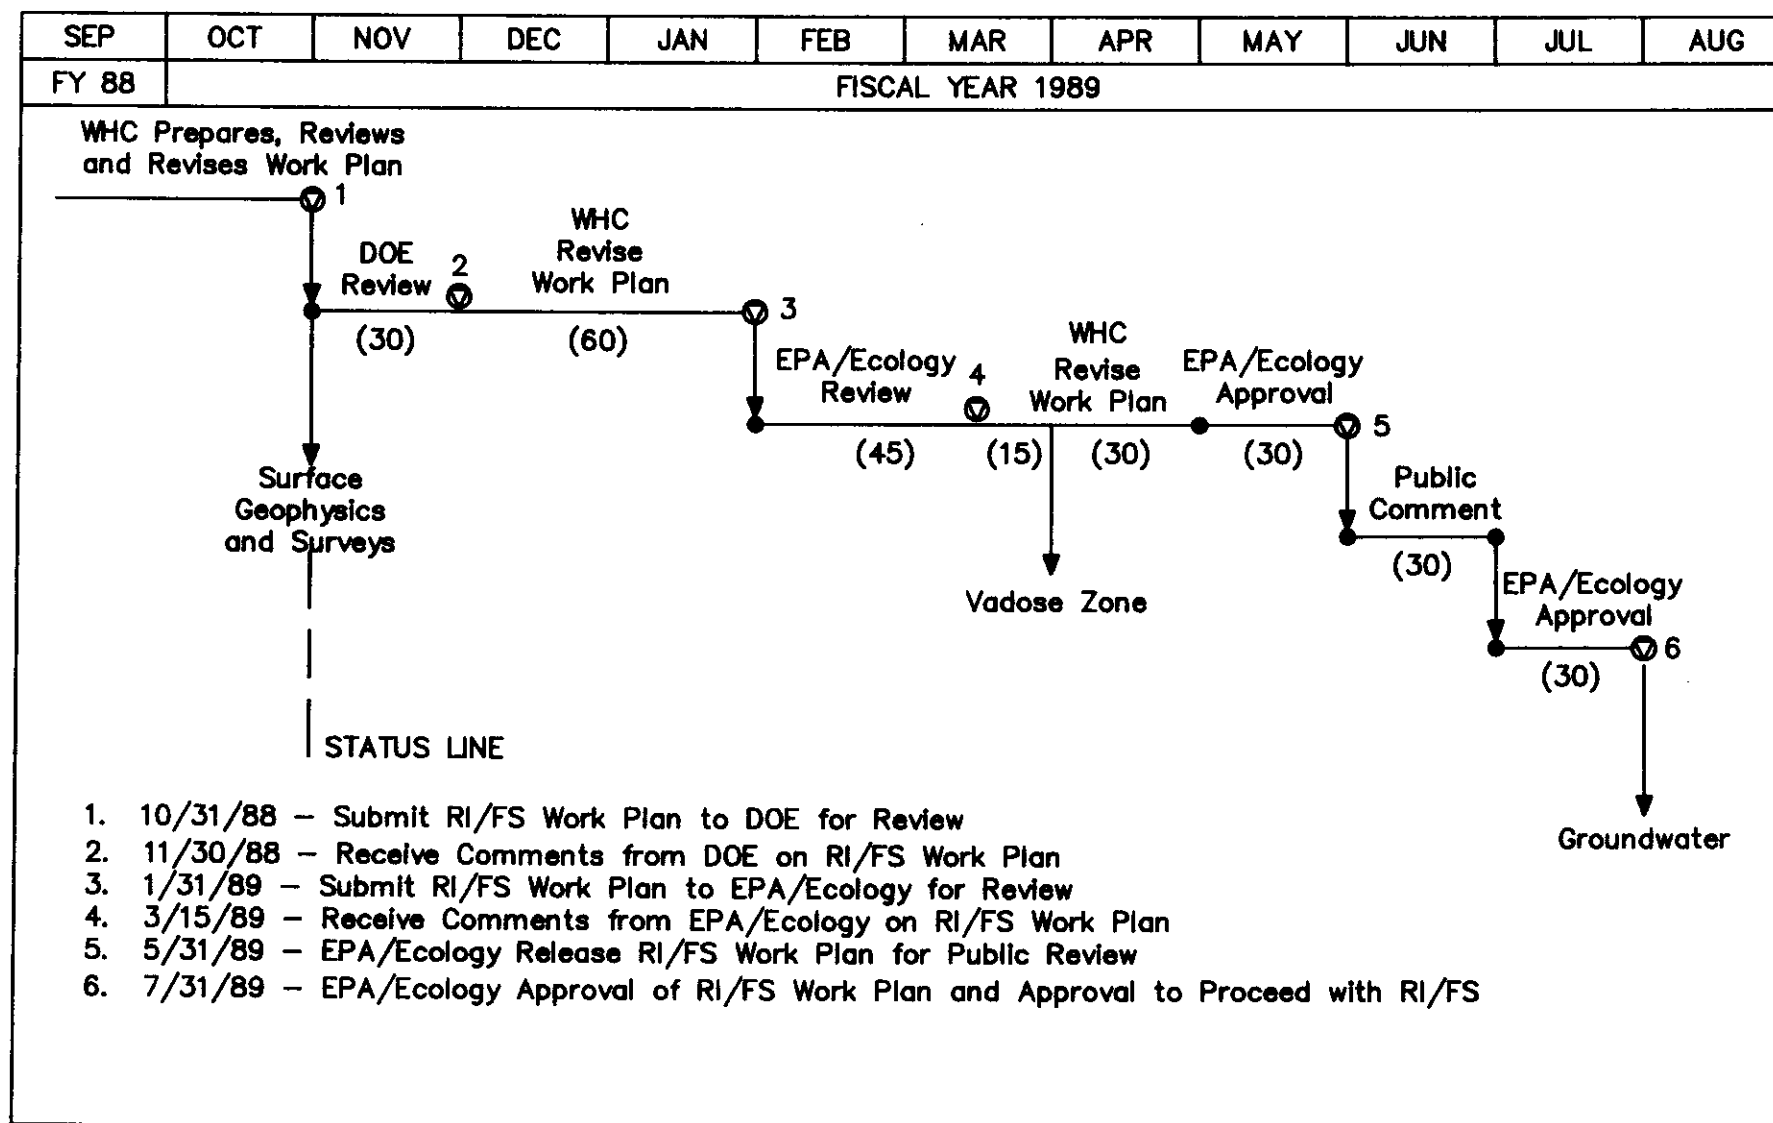 SEP OCT NOV DEC JAN FEB MAR APR MAY JUN JUL AUG
FY 88 FISCAL YEAR 1989
WHC Prepares, Reviews
and Revises Work Plan
1
DOE
Review
2
WHC
Revise
Work Plan
3
(30)
(60)
EPA/Ecology
Review
4
WHC
Revise
Work Plan
EPA/Ecology
Approval
5
(45)
(15)
(30)
(30)
Surface
Geophysics
and Surveys
Vadose Zone
Public
Comment
(30)
EPA/Ecology
Approval
6
(30)
Groundwater
STATUS LINE
1. 10/31/88 – Submit RI/FS Work Plan to DOE for Review
2. 11/30/88 – Receive Comments from DOE on RI/FS Work Plan
3. 1/31/89 – Submit RI/FS Work Plan to EPA/Ecology for Review
4. 3/15/89 – Receive Comments from EPA/Ecology on RI/FS Work Plan
5. 5/31/89 – EPA/Ecology Release RI/FS Work Plan for Public Review
6. 7/31/89 – EPA/Ecology Approval of RI/FS Work Plan and Approval to Proceed with RI/FS